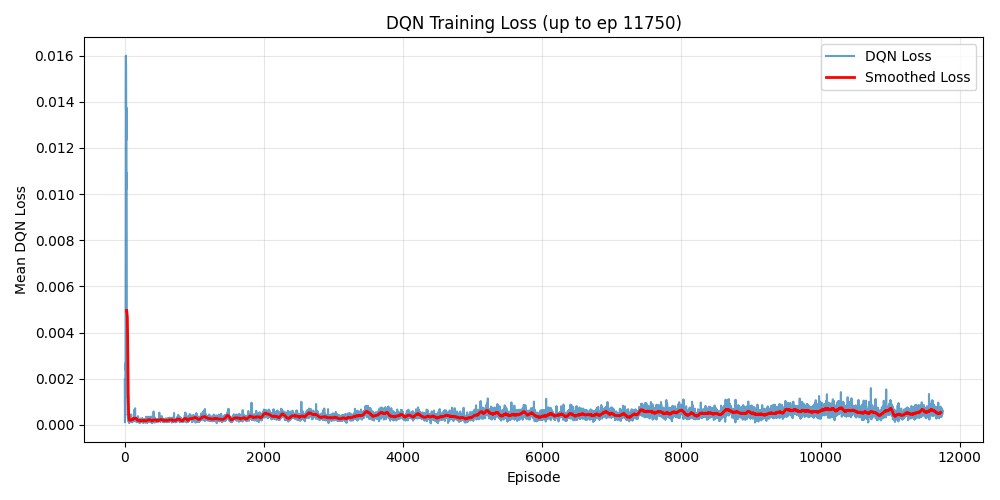 DQN Training Loss (up to ep 11750)
DQN Loss
Smoothed Loss
Mean DQN Loss
0.016
0.014
0.012
0.010
0.008
0.006
0.004
0.002
0.000
0 2000 4000 6000 8000 10000 12000
Episode